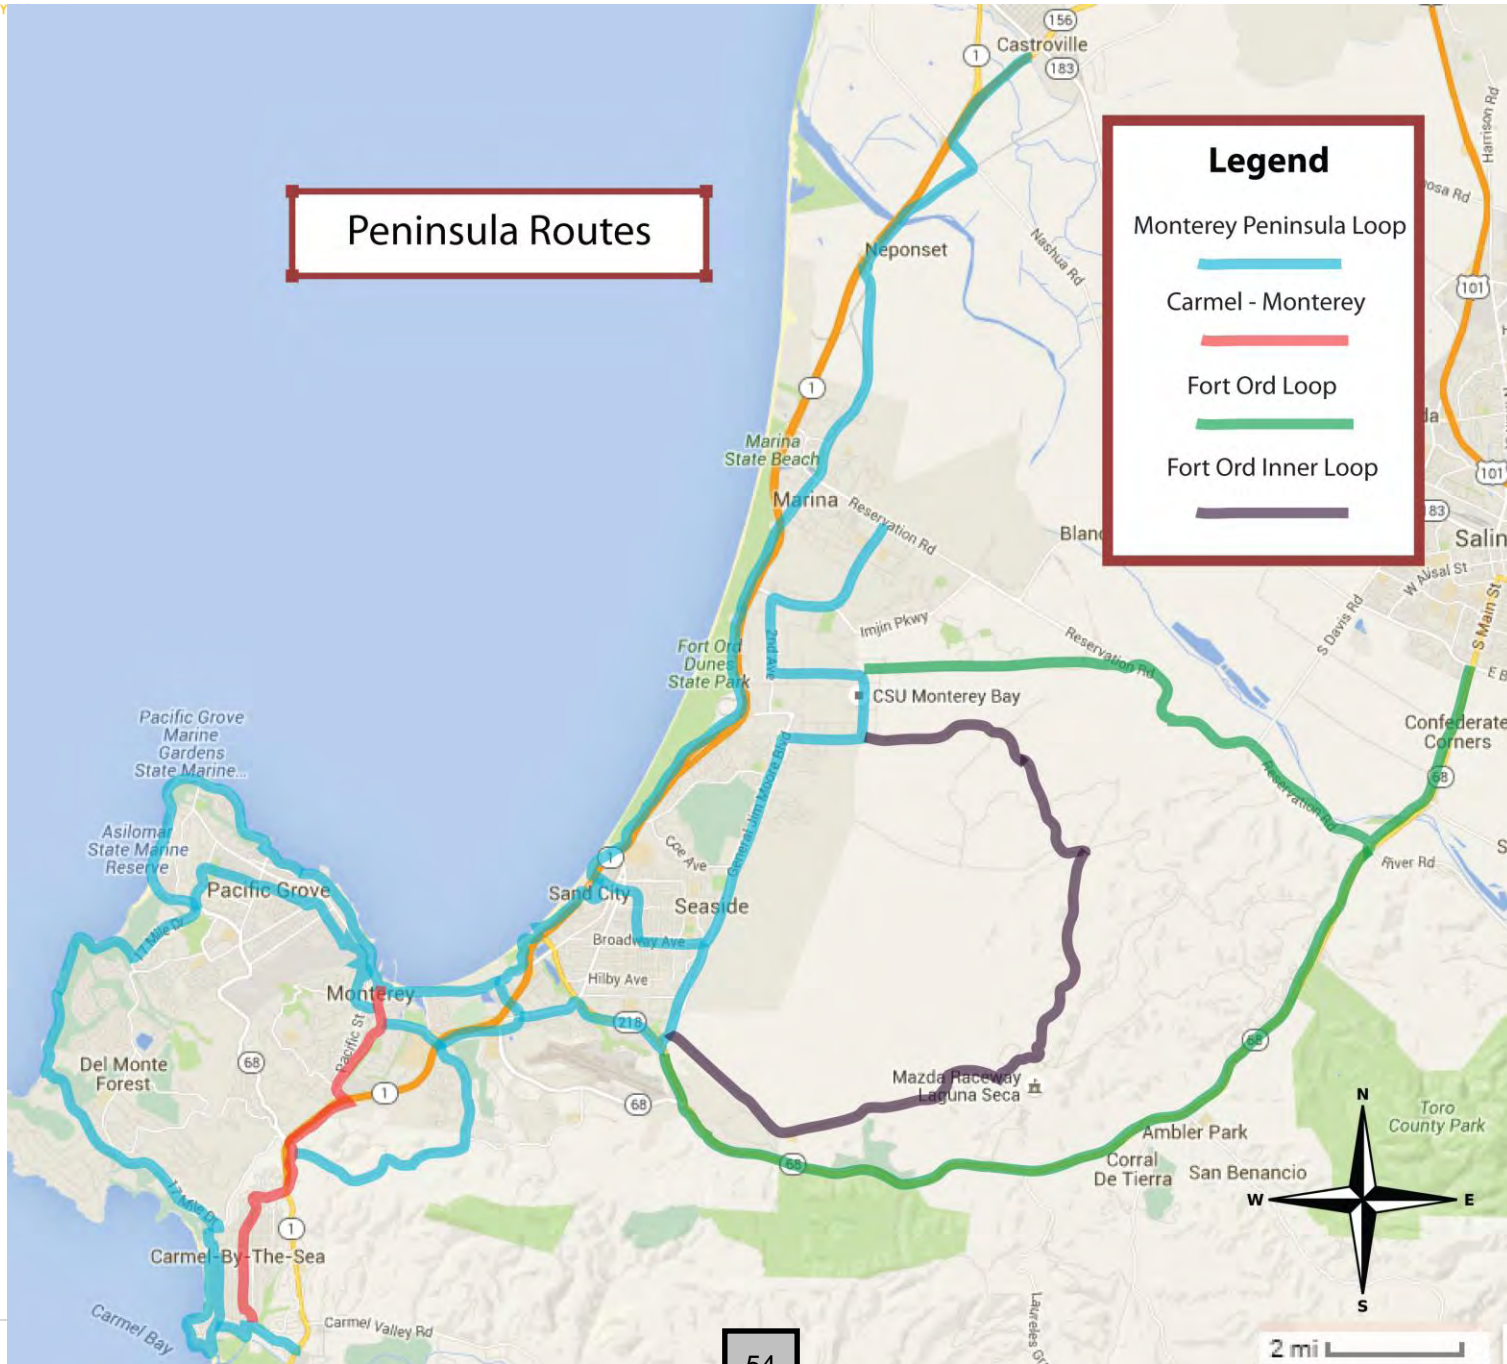 156
Castroville
1
183
Harrison Rd
Legend
Peninsula Routes
Monterey Peninsula Loop
Nashua Rd
Neponset
101
Carmel - Monterey
1
Fort Ord Loop
Marina
State Beach
Fort Ord Inner Loop
101
Marina
Reservation Rd
183
Salin
Imjin Pkwy
S Davis Rd
S Main St
2nd Ave
Reservation Rd
Fort Ord
Dunes
State Park
CSU Monterey Bay
Pacific Grove
Marine
Gardens
State Marine...
Confederate
Corners
General Jim Moore Blvd
68
Reservation Rd
Asilomar
State Marine
Reserve
1
Coe Ave
River Rd
Pacific Grove
Sand City
Seaside
17 Mile Dr
Broadway Ave
Hilby Ave
Monterey
218
Pacific St
68
68
Del Monte
Forest
1
68
Mazda Raceway
Laguna Seca
N
Toro
County Park
Ambler Park
68
Corral
De Tierra
San Benancio
W
E
17 Mile Dr
1
Carmel-By-The-Sea
S
Carmel Bay
Carmel Valley Rd
Laureles Gr
2 mi
54